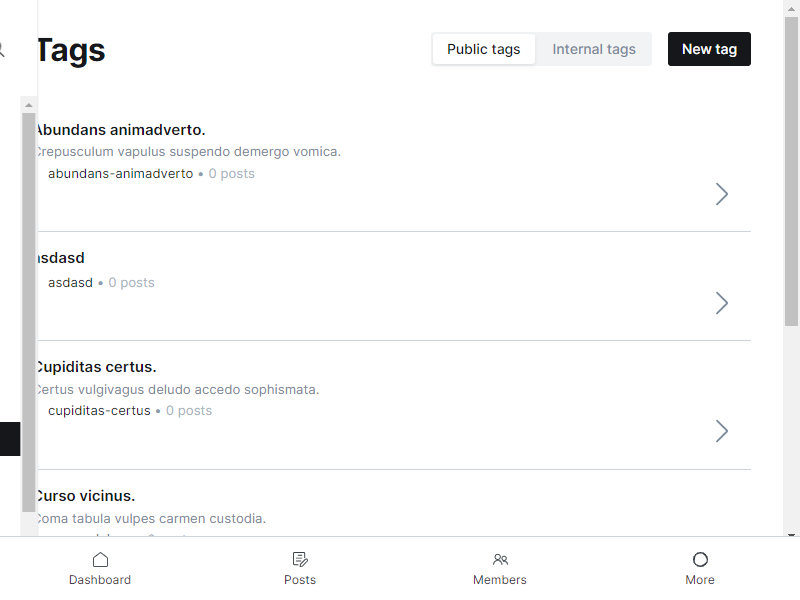 Tags
Public tags
Internal tags
New tag
Abundans animadverto.
Crepusculum vapulus suspendo demergo vomica.
abundans-animadverto • 0 posts
asdasd
asdasd • 0 posts
Cupiditas certus.
Certus vulgivagus deludo accedo sophismata.
cupiditas-certus • 0 posts
Curso vicinus.
Coma tabula vulpes carmen custodia.
Dashboard
Posts
Members
More